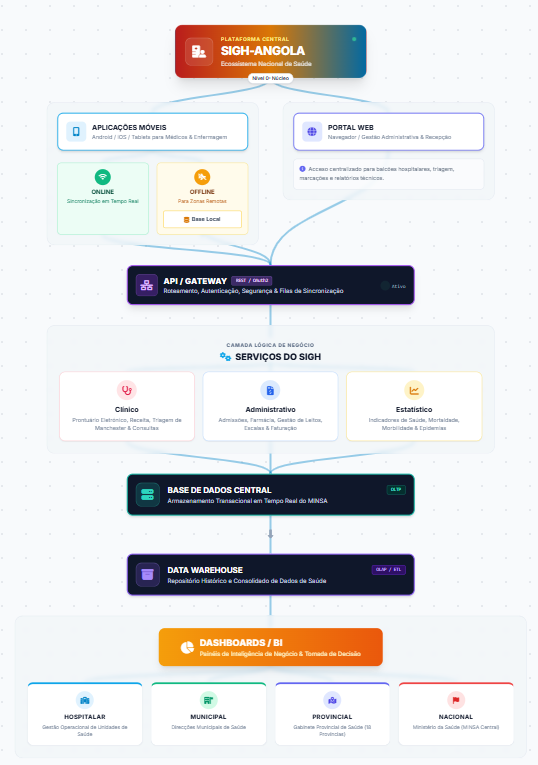 PLATAFORMA CENTRAL
SIGH-ANGOLA
Ecossistema Nacional de Saúde
Nível 0: Núcleo
APLICAÇÕES MÓVEIS
Android / iOS / Tablets para Médicos & Enfermagem
PORTAL WEB
Navegador / Gestão Administrativa & Recepção
ONLINE
Sincronização em Tempo Real
OFFLINE
Para Zonas Remotas
Base Local
Acesso centralizado para balcões hospitalares, triagem,
marcações e relatórios técnicos.
API / GATEWAY
REST / OAuth2
Roteamento, Autenticação, Segurança & Filas de Sincronização
Ativo
CAMADA LÓGICA DE NEGÓCIO
SERVIÇOS DO SIGH
Clínico
Prontuário Eletrónico, Receita, Triagem de
Manchester & Consultas
Administrativo
Admissões, Farmácia, Gestão de Leitos,
Escalas & Faturação
Estatístico
Indicadores de Saúde, Mortalidade,
Morbilidade & Epidemias
BASE DE DADOS CENTRAL
OLTP
Armazenamento Transacional em Tempo Real do MINSA
DATA WAREHOUSE
OLAP / ETL
Repositório Histórico e Consolidado de Dados de Saúde
DASHBOARDS / BI
Painéis de Inteligência de Negócio & Tomada de Decisão
HOSPITALAR
Gestão Operacional de Unidades de
Saúde
MUNICIPAL
Direcções Municipais de Saúde
PROVINCIAL
Gabinete Provincial de Saúde (18
Províncias)
NACIONAL
Ministério da Saúde (MINSA Central)